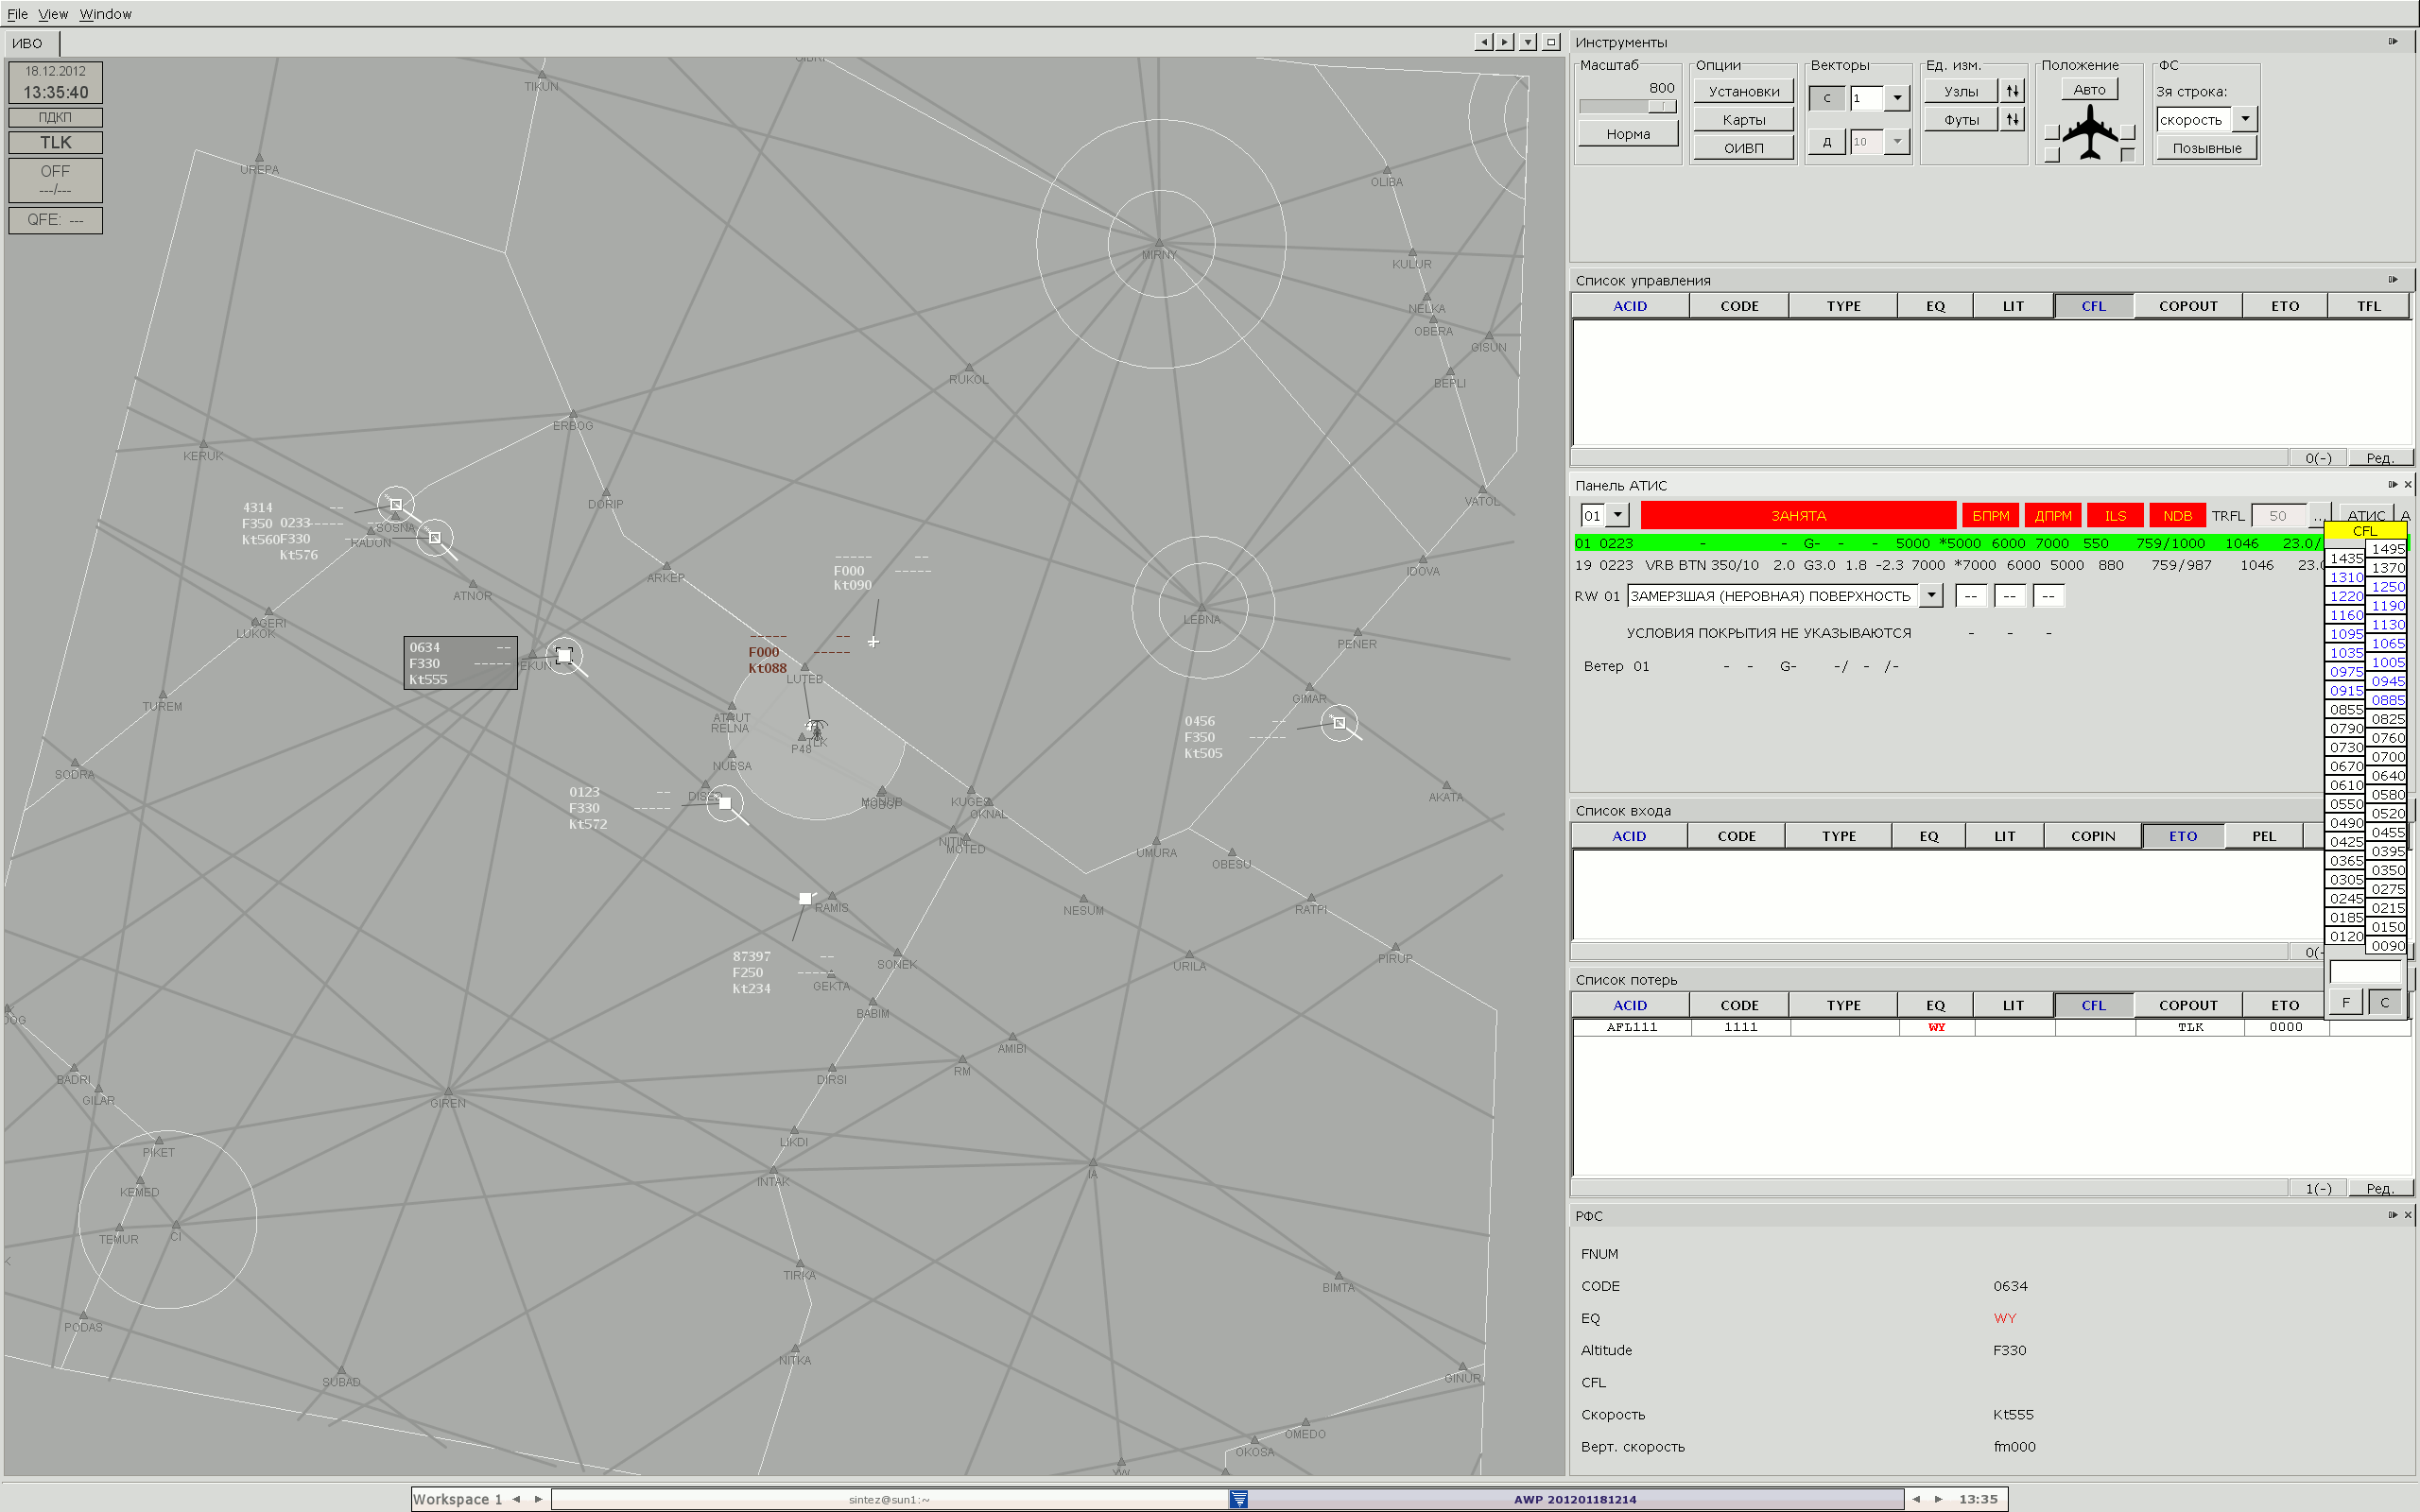 File View Window
ИВО
18.12.2012
13:35:40
ПДКП
TLK
OFF
---/---
QFE: ---
TIKUN
UREPA
MIRNY
OLIBA
KULUR
NELKA
OBERA
GISUN
BEPLI
RUKOL
ERBOG
KERUK
DORIP
VATOL
4314 --
F350
Kt560
0233
F330
Kt576
SOSNA
RADON
ATNOR
ARKEP
IDOVA
----- --
F000 -----
Kt090
LUKOK
LEBNA
PENER
0634 --
F330 -----
Kt555
----- --
F000 -----
Kt088
LUTEB
GIMAR
TUREM
RELNA
P48
TLK
0456 --
F350 -----
Kt505
NUBSA
SODRA
0123 --
F330 -----
Kt572
OKNAL
AKATA
MOTED
UMURA
OBESU
RAMIS
NESUM
RATPI
87397 --
F250 -----
Kt234
SONEK
GEKTA
URILA
PIRUP
BABIM
AMIBI
RM
BADRI
GILAR
DIRSI
GIREN
LIKDI
PIKET
KEMED
INTAK
IA
TEMUR
CI
TIRKA
BIMTA
PODAS
NITKA
SUBAD
GINUR
OMEDO
OKOSA
Инструменты
Масштаб
800
Норма
Опции
Установки
Карты
ОИВП
Векторы
С 1
Д 10
Ед. изм.
Узлы
Футы
Положение
Авто
ФС
3я строка:
скорость
Позывные
Список управления
ACID CODE TYPE EQ LIT CFL COPOUT ETO TFL
0(-) Ред.
Панель АТИС
01 ЗАНЯТА БПРМ ДПРМ ILS NDB TRFL 50 ... АТИС
01 0223 - - G- - - 5000 *5000 6000 7000 550 759/1000 1046 23.0/
19 0223 VRB BTN 350/10 2.0 G3.0 1.8 -2.3 7000 *7000 6000 5000 880 759/987 1046 23.0
RW 01 ЗАМЕРЗШАЯ (НЕРОВНАЯ) ПОВЕРХНОСТЬ -- -- --
УСЛОВИЯ ПОКРЫТИЯ НЕ УКАЗЫВАЮТСЯ - - -
Ветер 01 - - G- -/ - /-
CFL
1495
1435
1370
1310
1250
1220
1190
1160
1130
1095
1065
1035
1005
0975
0945
0915
0885
0855
0825
0790
0760
0730
0700
0670
0640
0610
0580
0550
0520
0490
0455
0425
0395
0365
0350
0305
0275
0245
0215
0185
0150
0120
0090
F C
Список входа
ACID CODE TYPE EQ LIT COPIN ETO PEL
Список потерь
ACID CODE TYPE EQ LIT CFL COPOUT ETO
AFL111 1111 WY TLK 0000
1(-) Ред.
РФС
FNUM
CODE 0634
EQ WY
Altitude F330
CFL
Скорость Kt555
Верт. скорость fm000
Workspace 1 sintez@sun1:~ AWP 201201181214 13:35